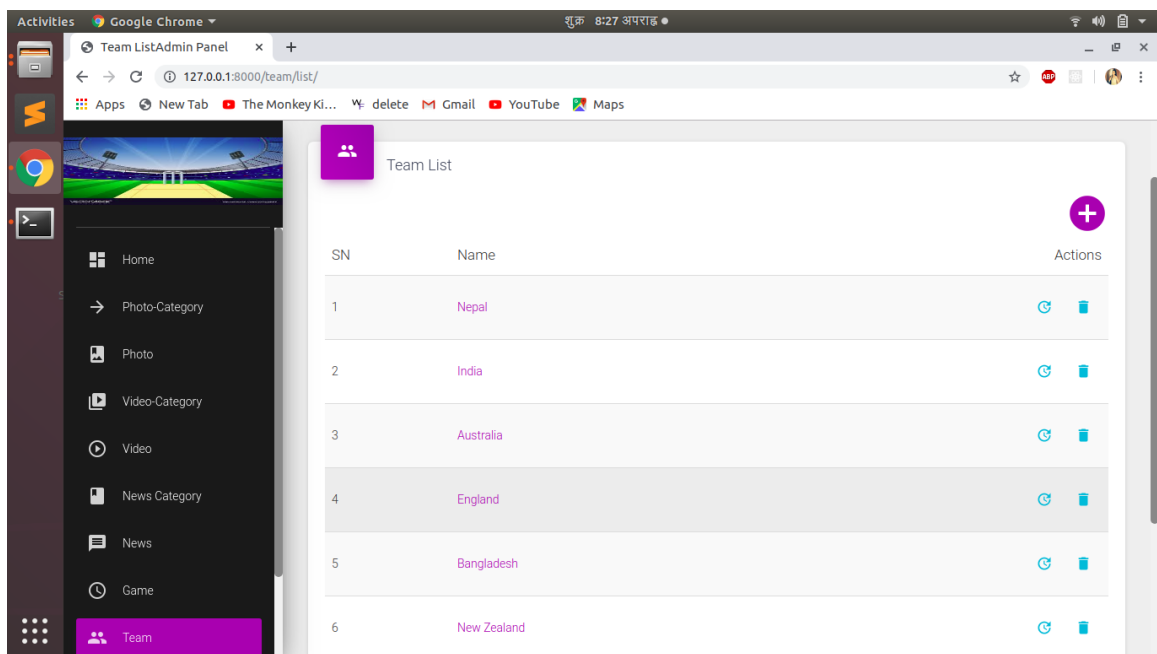 Activities Google Chrome शुक्र 8:27 अपराह्न
Team ListAdmin Panel
127.0.0.1:8000/team/list/
ABP
Apps New Tab The Monkey Ki... delete Gmail YouTube Maps
Team List
SN Name Actions
Home
1 Nepal
Photo-Category
Photo
2 India
Video-Category
3 Australia
Video
News Category
4 England
News
5 Bangladesh
Game
6 New Zealand
Team